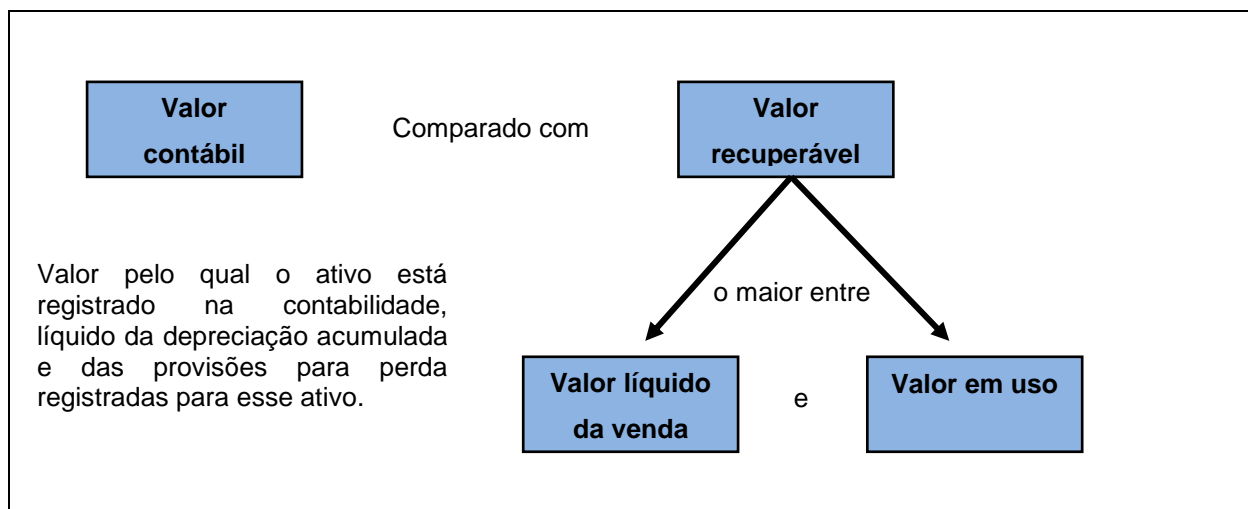 Valor
contábil
Comparado com
Valor
recuperável
Valor pelo qual o ativo está
registrado na contabilidade,
líquido da depreciação acumulada
e das provisões para perda
registradas para esse ativo.
o maior entre
Valor líquido
da venda
e
Valor em uso